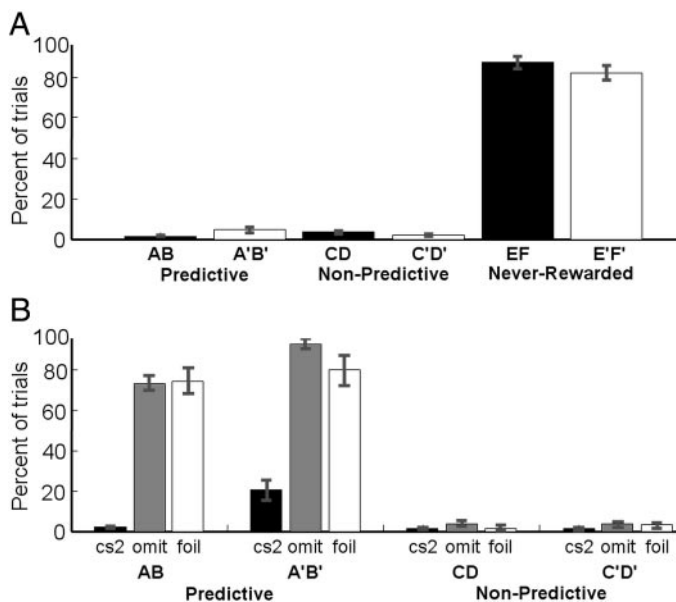 A
Percent of trials
100
80
60
40
20
0
AB A'B' CD C'D' EF E'F'
Predictive Non-Predictive Never-Rewarded
B
Percent of trials
100
80
60
40
20
0
cs2 omit foil cs2 omit foil cs2 omit foil cs2 omit foil
AB A'B' CD C'D'
Predictive Non-Predictive